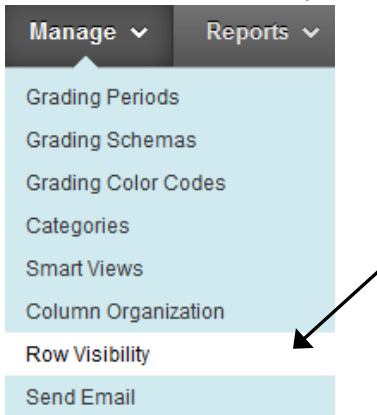 Manage Reports
Grading Periods
Grading Schemas
Grading Color Codes
Categories
Smart Views
Column Organization
Row Visibility
Send Email